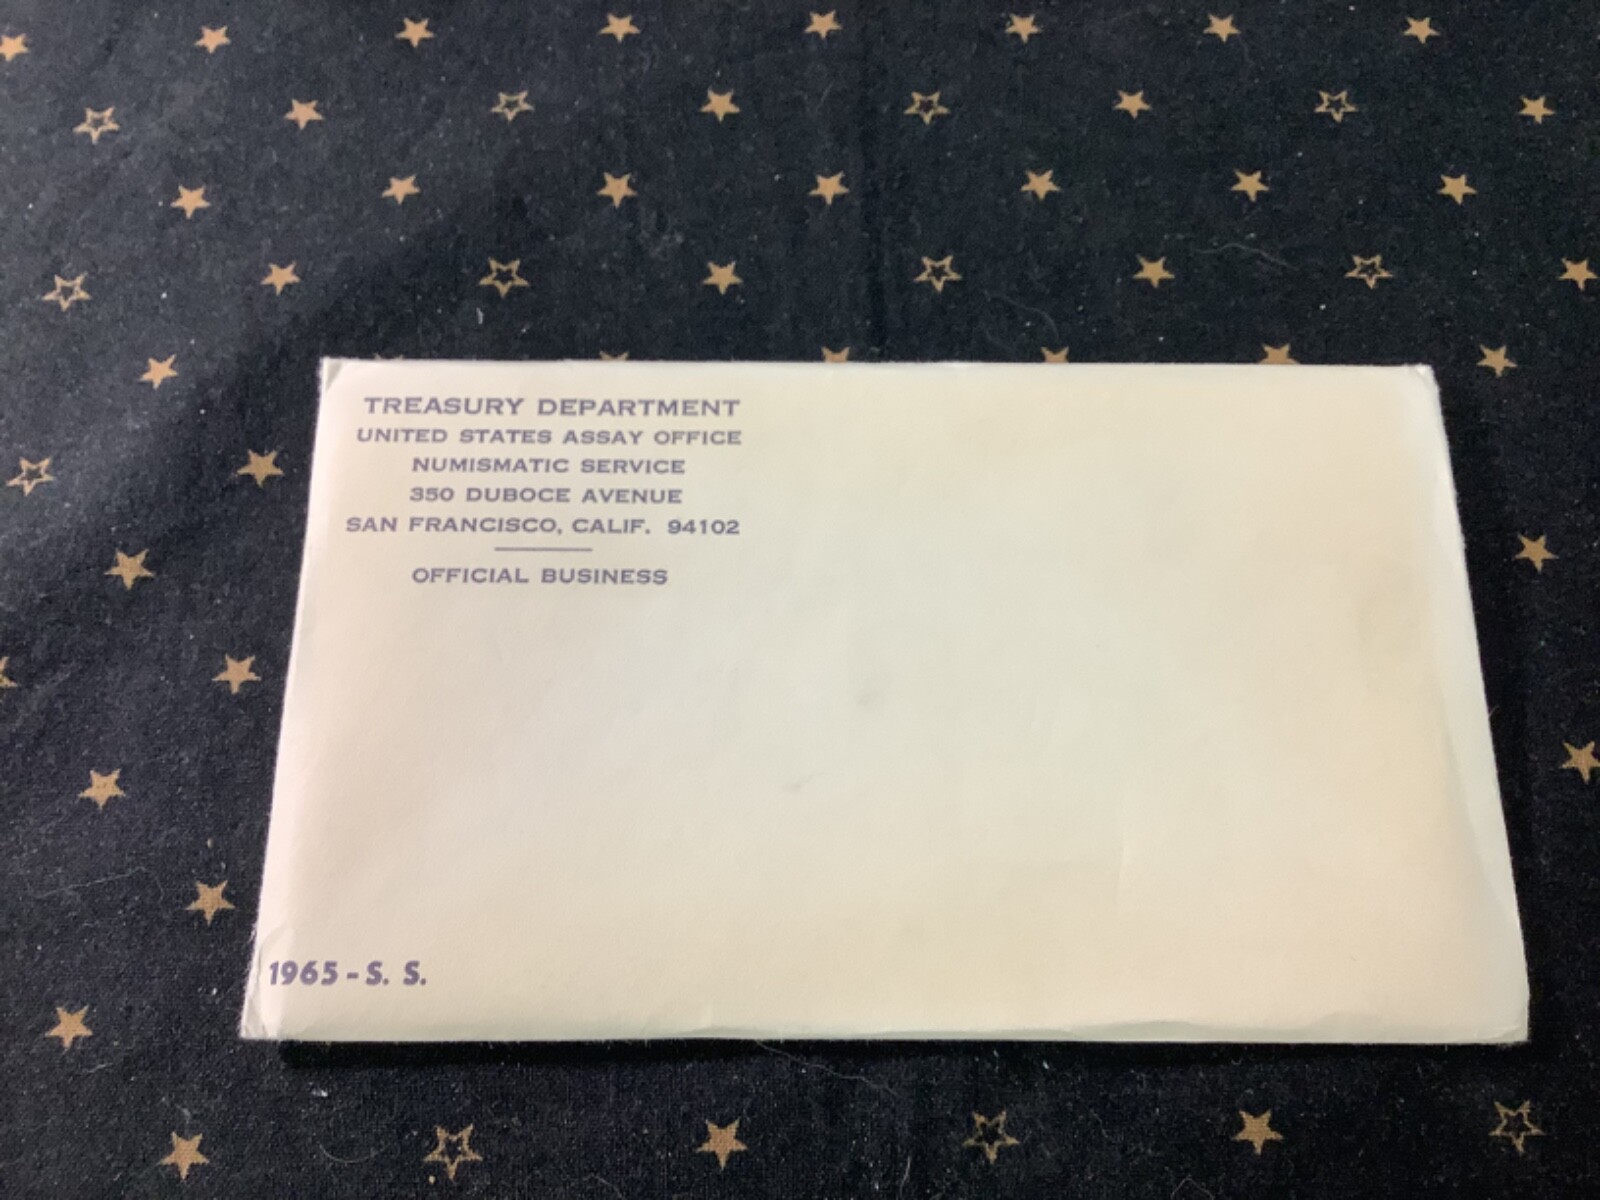 TREASURY DEPARTMENT
UNITED STATES ASSAY OFFICE
NUMISMATIC SERVICE
350 DUBOCE AVENUE
SAN FRANCISCO, CALIF. 94102
OFFICIAL BUSINESS
1965 - S. S.